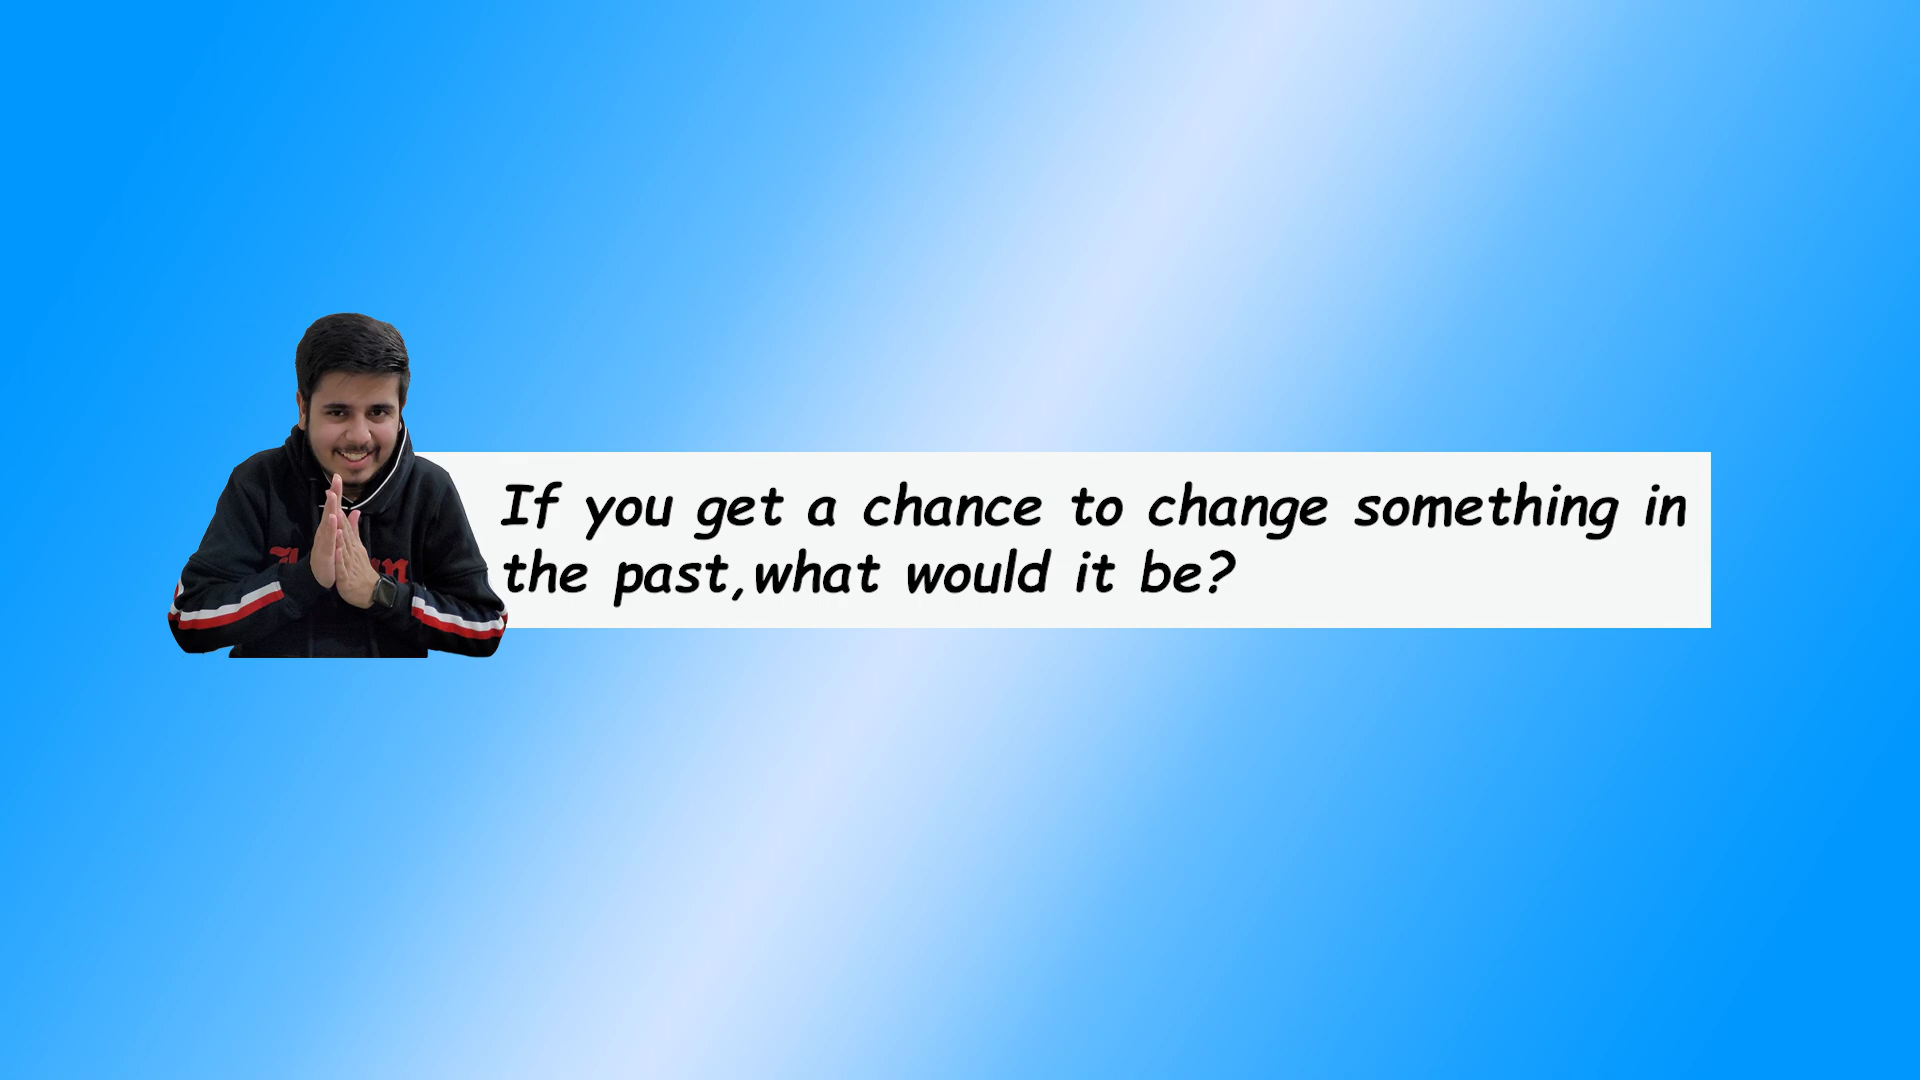 If you get a chance to change something in
the past,what would it be?